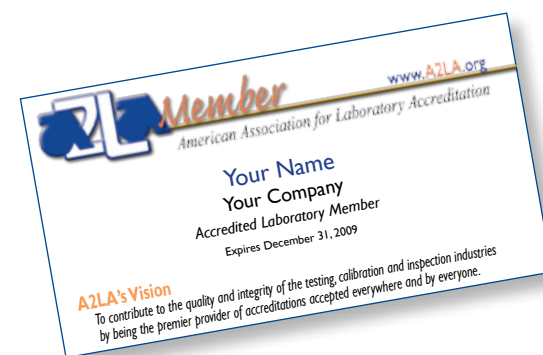 www.A2LA.org
A2LA Member
American Association for Laboratory Accreditation
Your Name
Your Company
Accredited Laboratory Member
Expires December 31, 2009
A2LA's Vision
To contribute to the quality and integrity of the testing, calibration and inspection industries
by being the premier provider of accreditations accepted everywhere and by everyone.